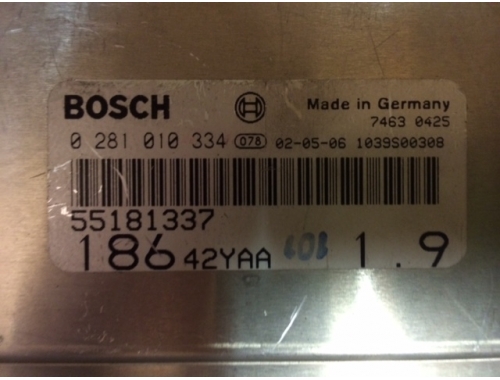 BOSCH Made in Germany
7463 0425
0 281 010 334 078 02-05-06 1039S00308
55181337
186 42YAA 1.9